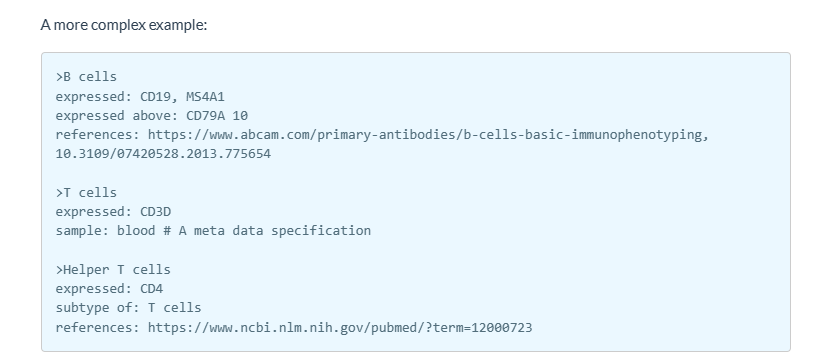 A more complex example:
>B cells
expressed: CD19, MS4A1
expressed above: CD79A 10
references: https://www.abcam.com/primary-antibodies/b-cells-basic-immunophenotyping,
10.3109/07420528.2013.775654
>T cells
expressed: CD3D
sample: blood # A meta data specification
>Helper T cells
expressed: CD4
subtype of: T cells
references: https://www.ncbi.nlm.nih.gov/pubmed/?term=12000723